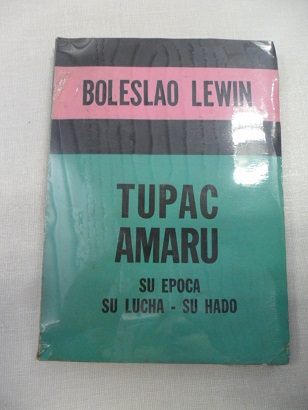 BOLESLAO LEWIN
TUPAC
AMARU
SU EPOCA
SU LUCHA - SU HADO